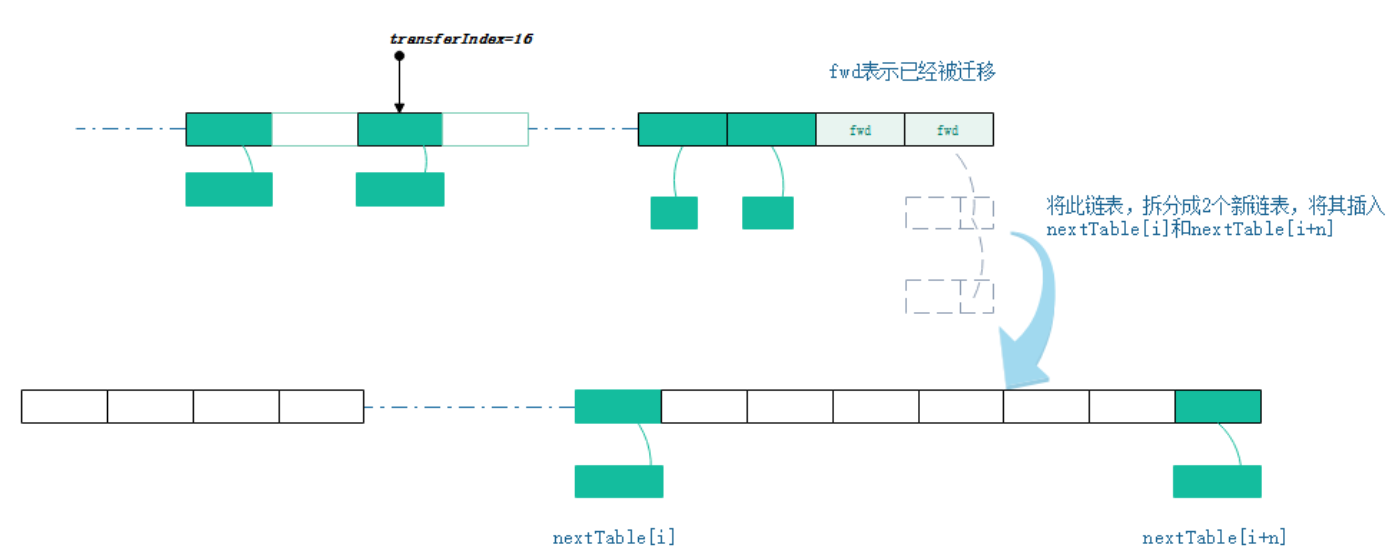 transferIndex=16
fwd表示已经被迁移
fwd
fwd
将此链表，拆分成2个新链表，将其插入
nextTable[i]和nextTable[i+n]
nextTable[i]
nextTable[i+n]